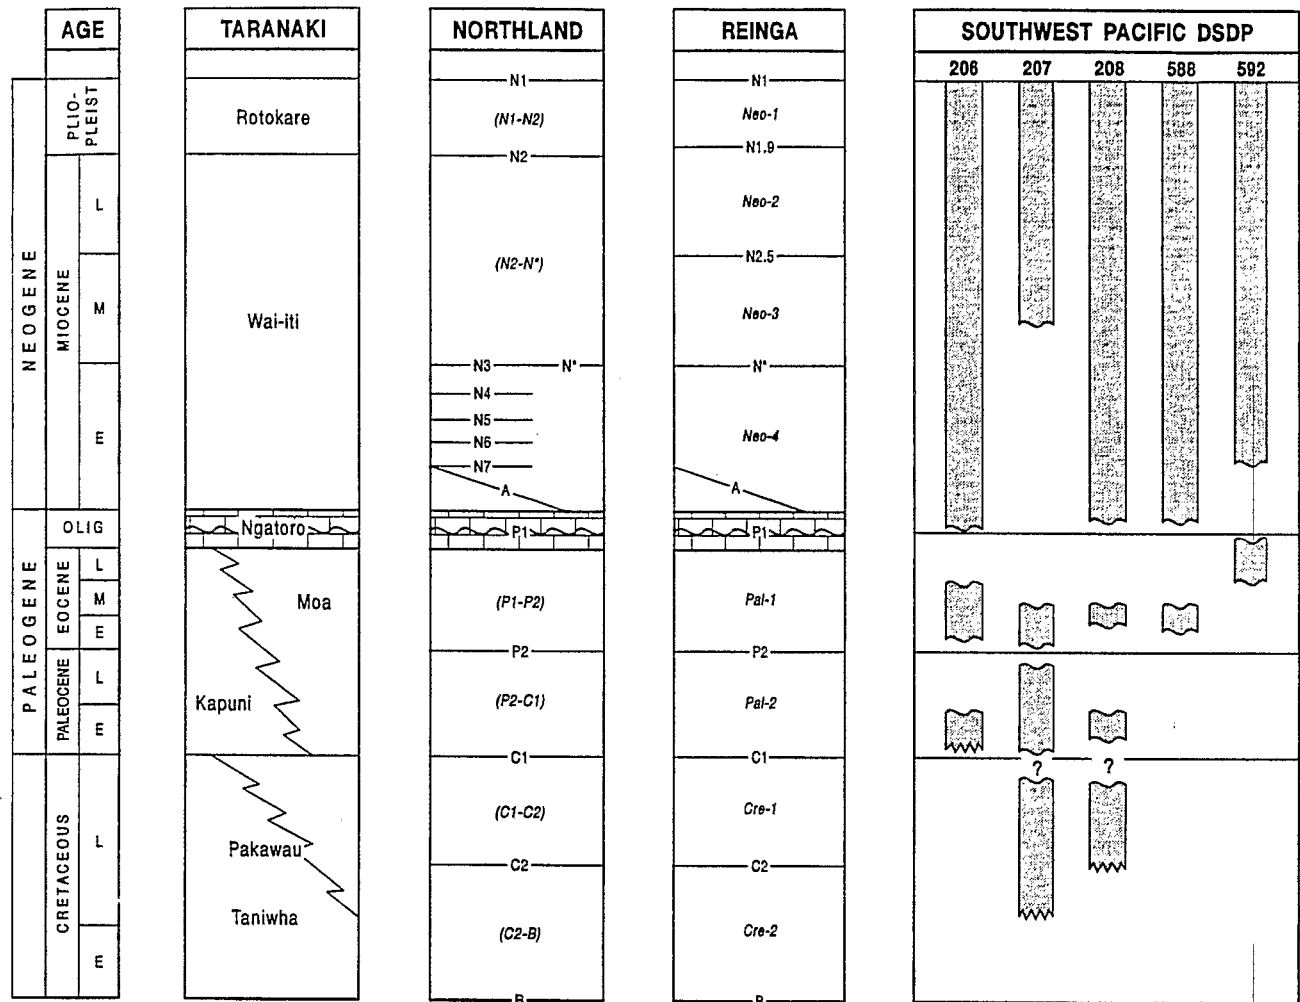 AGE TARANAKI NORTHLAND REINGA SOUTHWEST PACIFIC DSDP
206 207 208 588 592
N1 N1
PLIO-
PLEIST
Rotokare (N1-N2) Neo-1
N1.9
N2
NEOGENE
MIOCENE
L Neo-2
N2.5
(N2-N*)
M Wai-iti Neo-3
N3 N* N*
N4
N5
E N6 Neo-4
N7
A A
OLIG Ngatoro P1 P1
PALEOGENE
EOCENE
L
M Moa (P1-P2) Pal-1
E
P2 P2
PALEOCENE
L Kapuni (P2-C1) Pal-2
E
C1 C1
? ?
CRETACEOUS
(C1-C2) Cre-1
L Pakawau
C2 C2
Taniwha (C2-B) Cre-2
E
B B